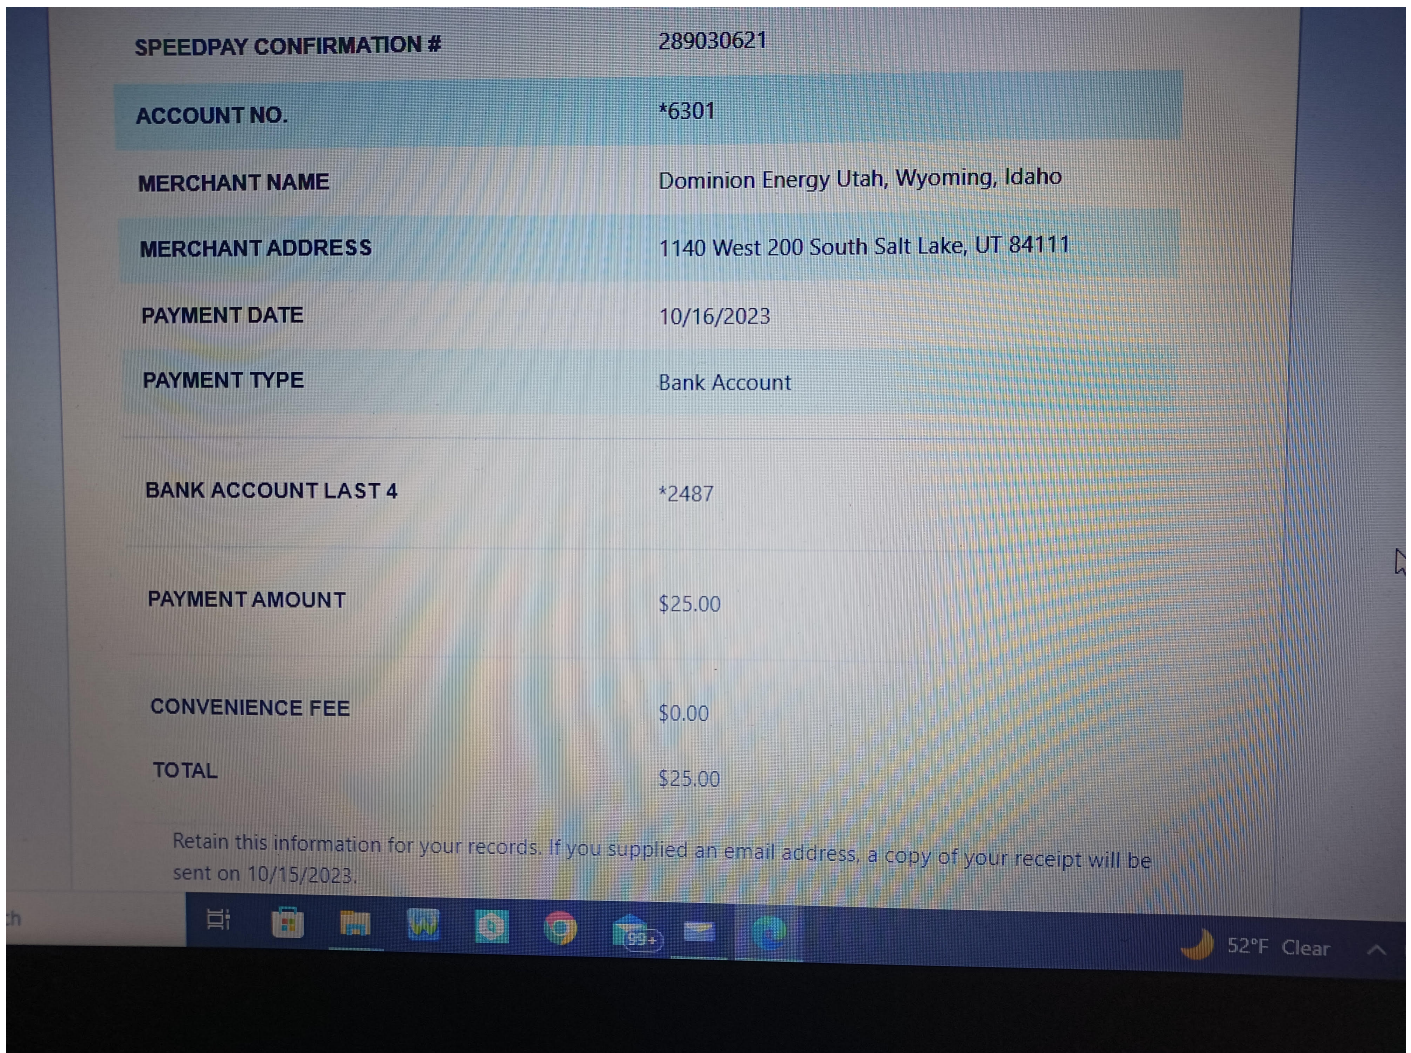 SPEEDPAY CONFIRMATION # 289030621
ACCOUNT NO. *6301
MERCHANT NAME Dominion Energy Utah, Wyoming, Idaho
MERCHANT ADDRESS 1140 West 200 South Salt Lake, UT 84111
PAYMENT DATE 10/16/2023
PAYMENT TYPE Bank Account
BANK ACCOUNT LAST 4 *2487
PAYMENT AMOUNT $25.00
CONVENIENCE FEE $0.00
TOTAL $25.00
Retain this information for your records. If you supplied an email address, a copy of your receipt will be
sent on 10/15/2023.
ch
99+
52°F Clear